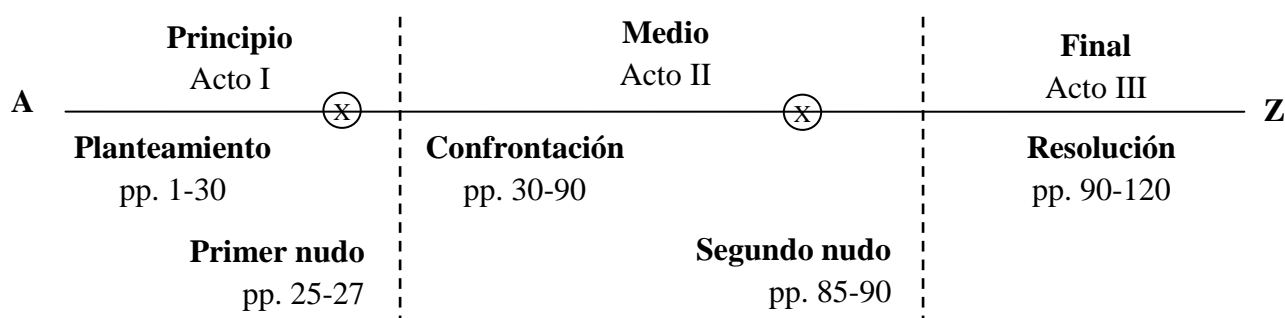 Principio
Acto I
Medio
Acto II
Final
Acto III
A
X
X
Z
Planteamiento
pp. 1-30
Confrontación
pp. 30-90
Resolución
pp. 90-120
Primer nudo
pp. 25-27
Segundo nudo
pp. 85-90